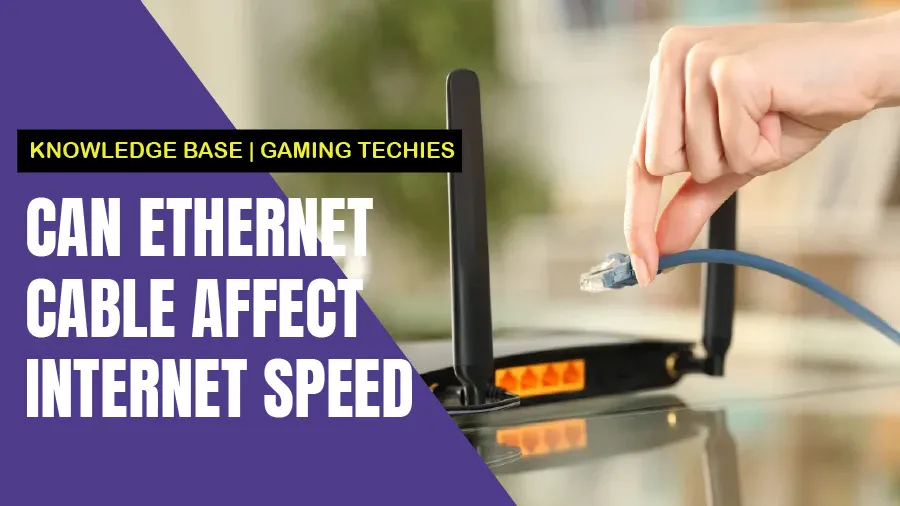 KNOWLEDGE BASE | GAMING TECHIES
CAN ETHERNET
CABLE AFFECT
INTERNET SPEED